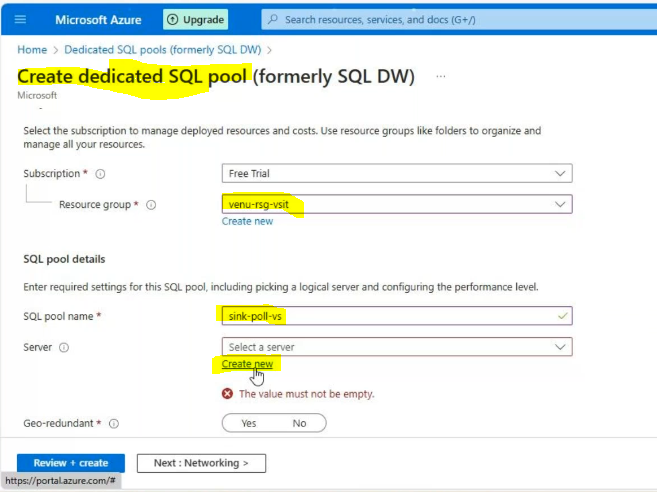 Microsoft Azure
Upgrade
Search resources, services, and docs (G+/)
Home > Dedicated SQL pools (formerly SQL DW) >
Create dedicated SQL pool (formerly SQL DW) ...
Microsoft
Select the subscription to manage deployed resources and costs. Use resource groups like folders to organize and
manage all your resources.
Subscription *
Free Trial
Resource group *
venu-rsg-vsit
Create new
SQL pool details
Enter required settings for this SQL pool, including picking a logical server and configuring the performance level.
SQL pool name *
sink-poll-vs
Server
Select a server
Create new
The value must not be empty.
Geo-redundant *
Yes No
Review + create
Next : Networking >
https://portal.azure.com/#